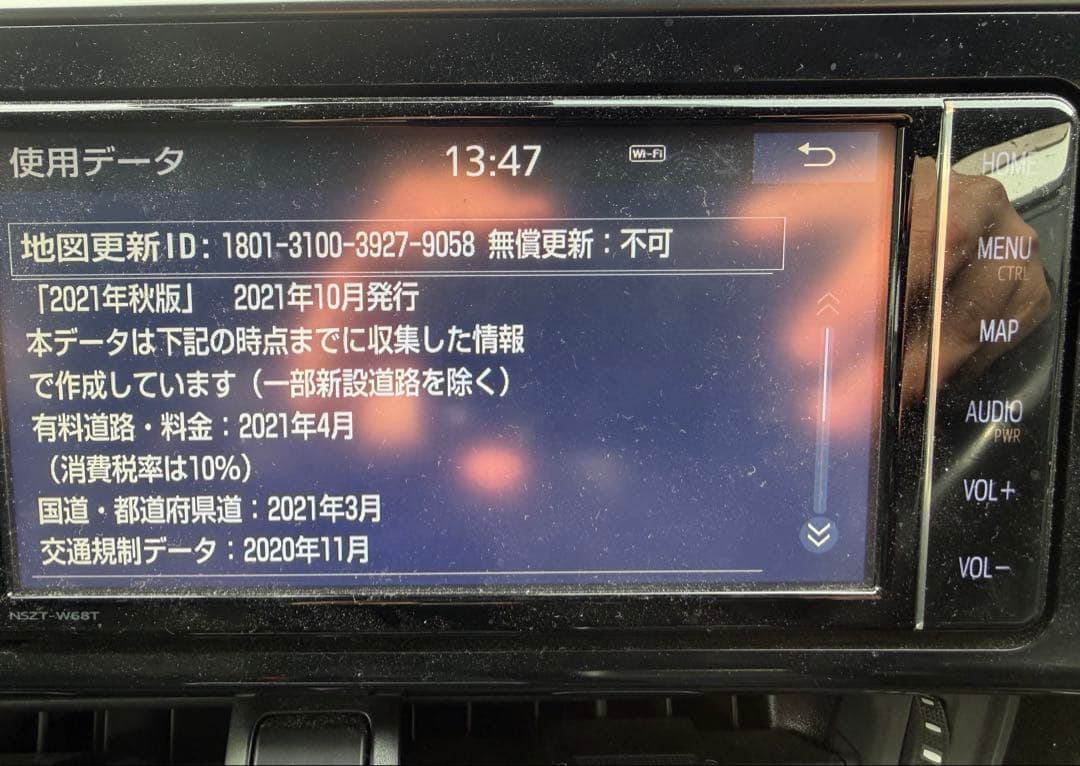 使用データ 13:47 Wi-Fi
HOME
地図更新ID: 1801-3100-3927-9058 無償更新：不可
MENU
CTRL
「2021年秋版」 2021年10月発行
本データは下記の時点までに収集した情報
MAP
で作成しています（一部新設道路を除く）
有料道路・料金：2021年4月
AUDIO
PWR
（消費税率は10%）
VOL+
国道・都道府県道：2021年3月
交通規制データ：2020年11月
VOL-
NSZT-W68T